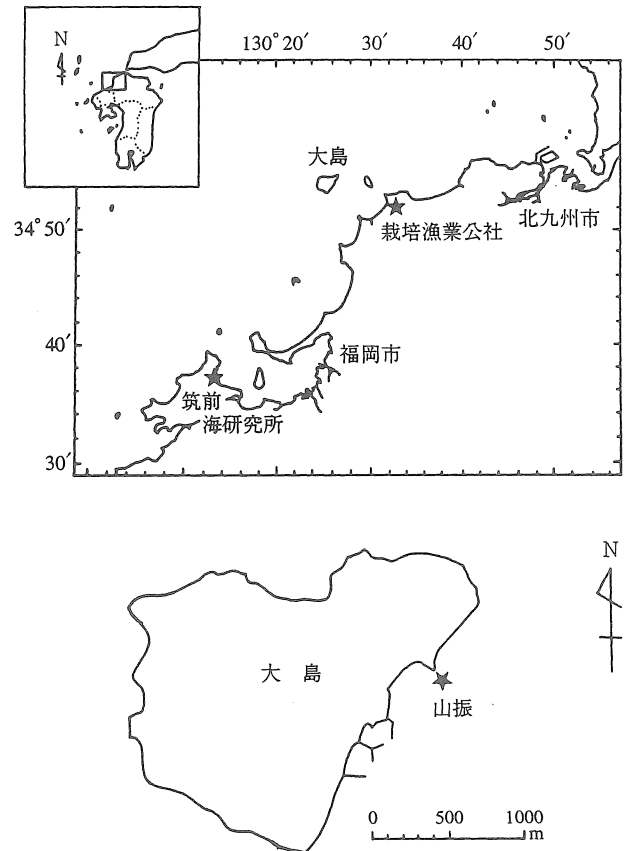 N
130° 20′ 30′ 40′ 50′
大島
34° 50′
栽培漁業公社
北九州市
40′
福岡市
筑前
海研究所
30′
N
大 島
山振
0 500 1000
m